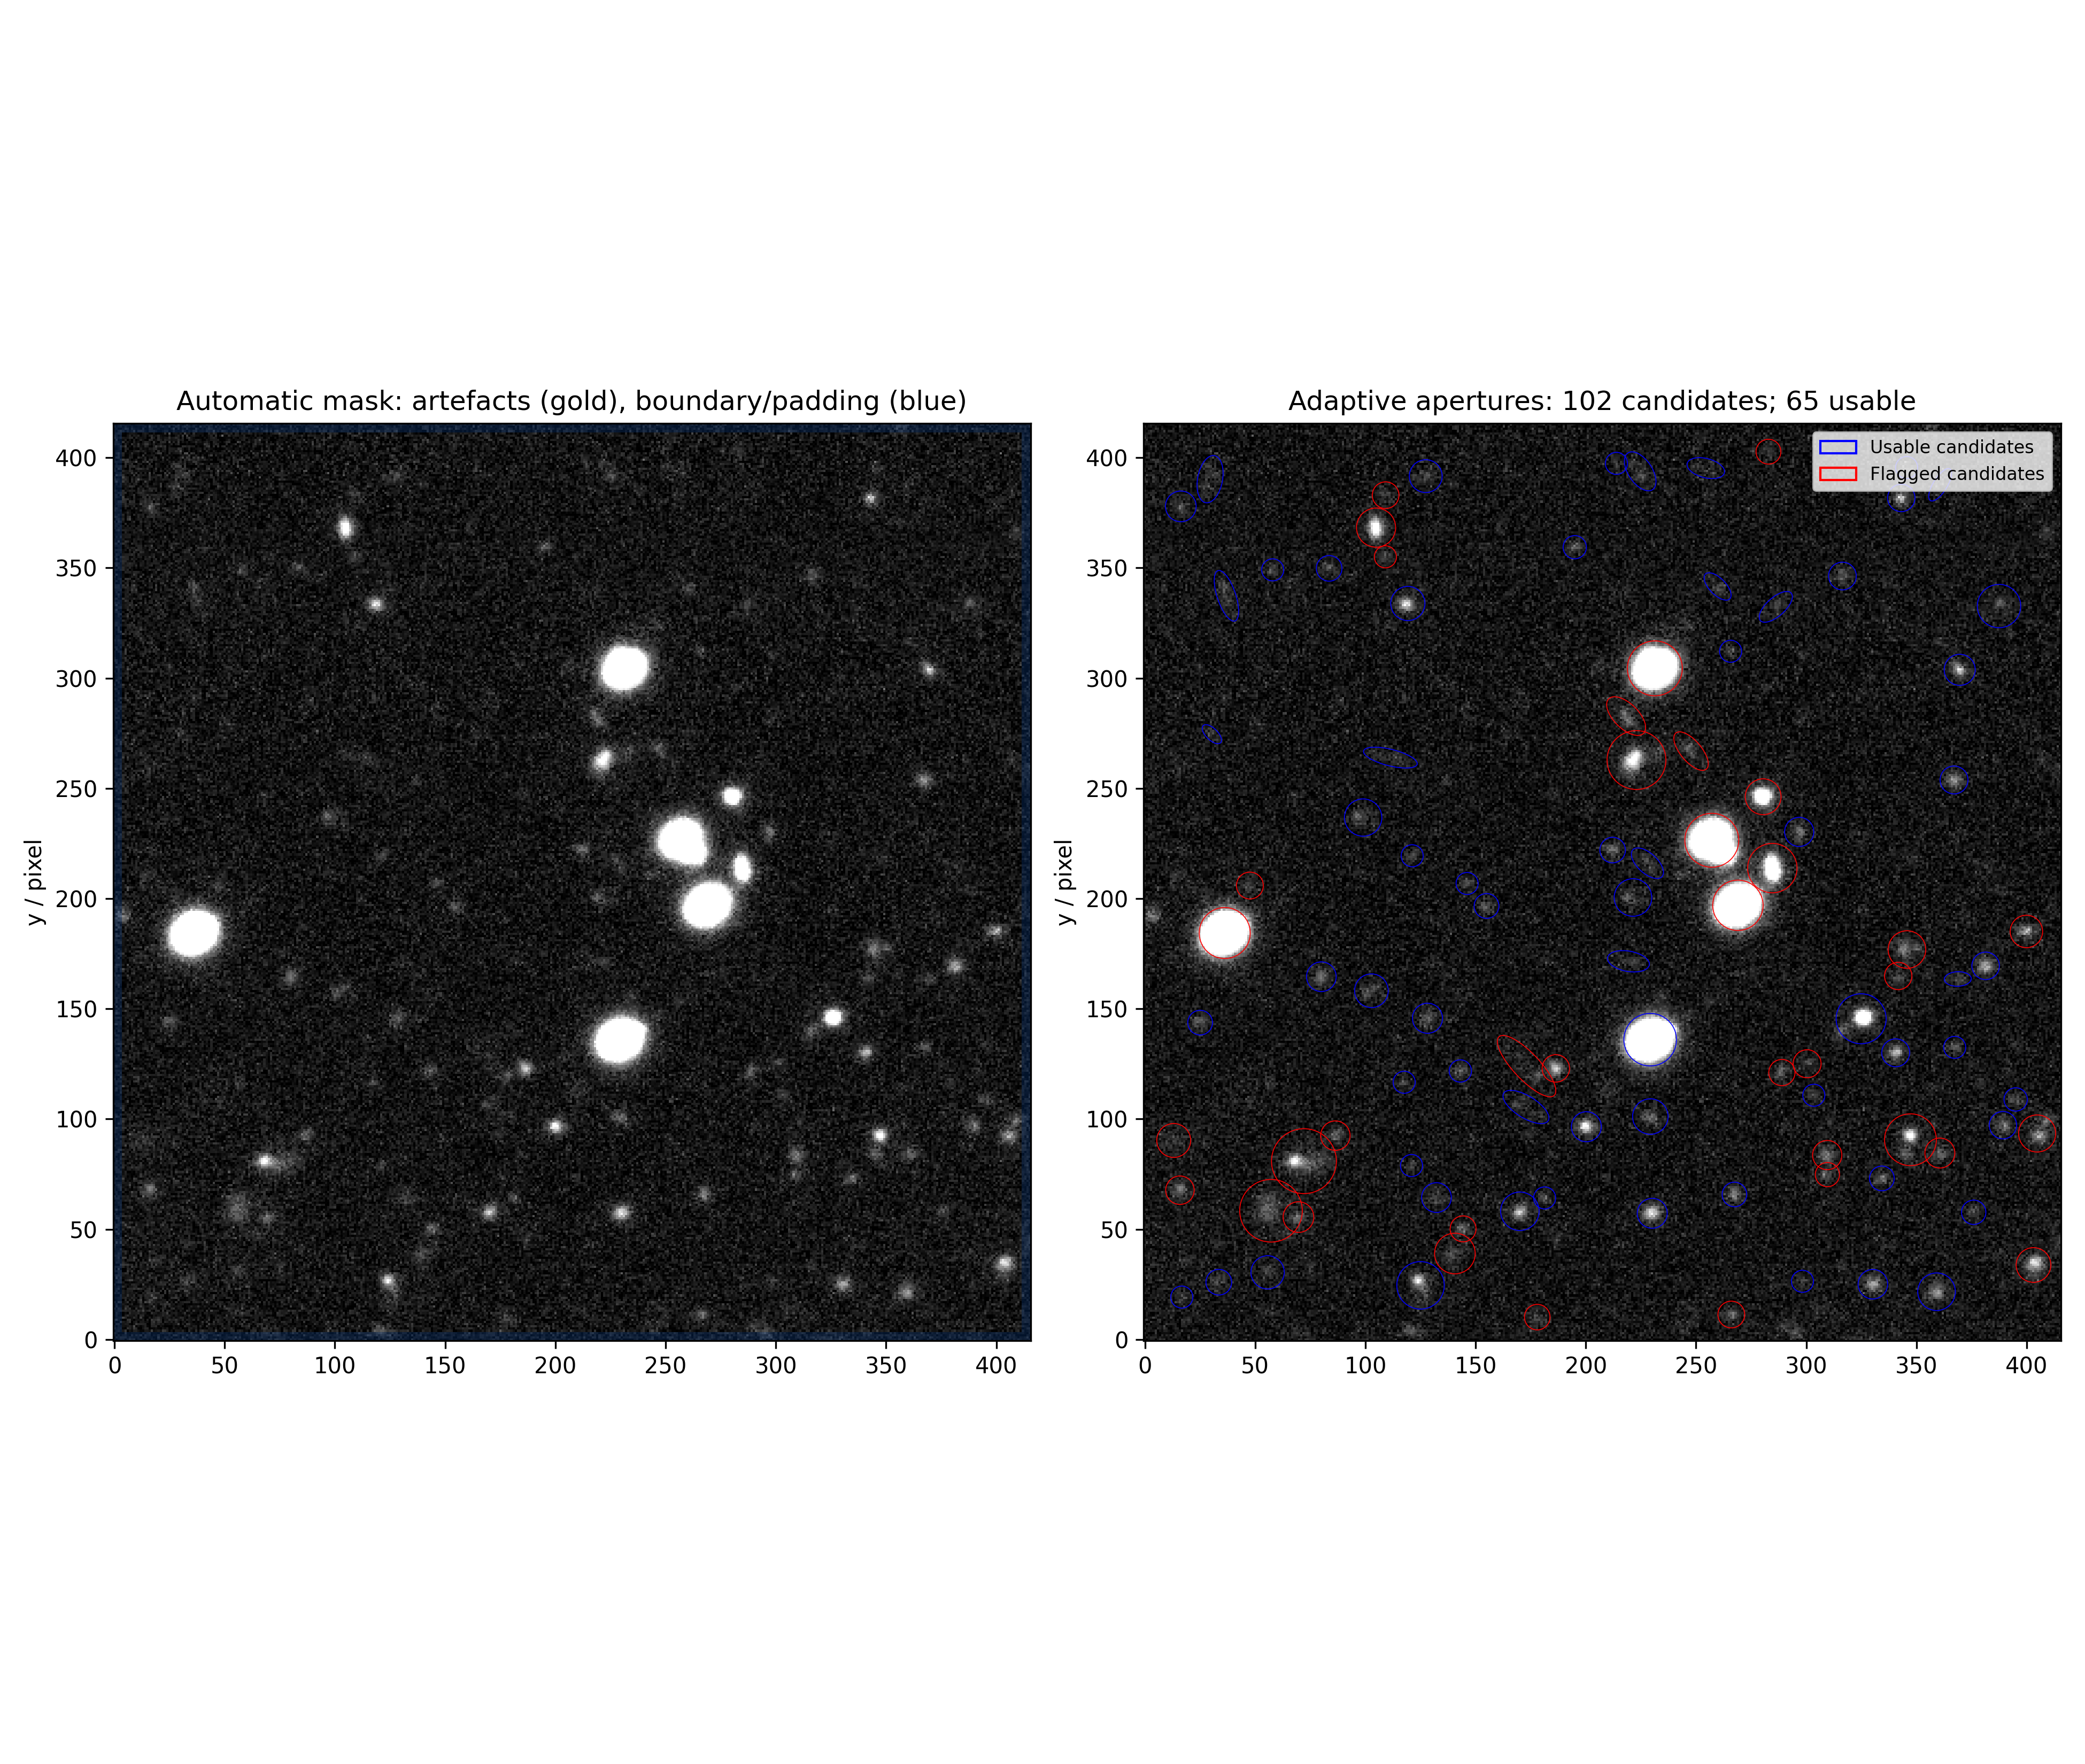 Automatic mask: artefacts (gold), boundary/padding (blue)
y / pixel
400
350
300
250
200
150
100
50
0
0 50 100 150 200 250 300 350 400
Adaptive apertures: 102 candidates; 65 usable
Usable candidates
Flagged candidates
y / pixel
400
350
300
250
200
150
100
50
0
0 50 100 150 200 250 300 350 400